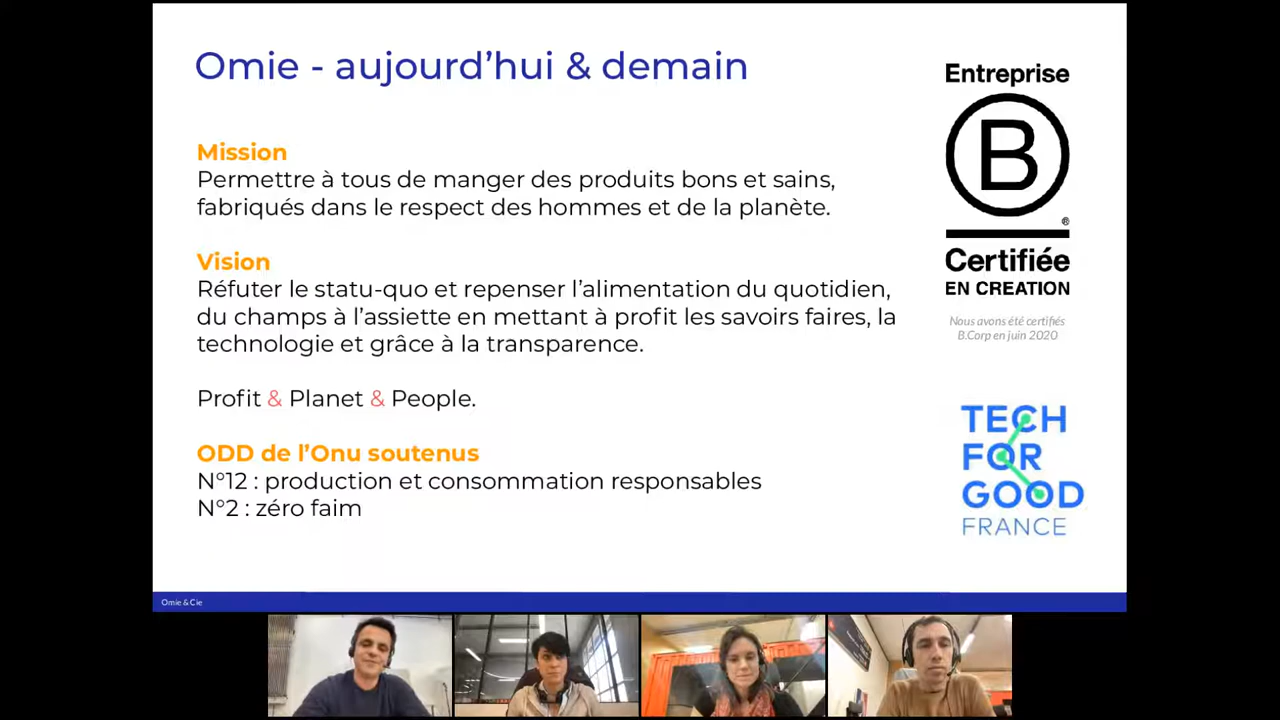 Omie - aujourd'hui & demain
Mission
Permettre à tous de manger des produits bons et sains,
fabriqués dans le respect des hommes et de la planète.
Vision
Réfuter le statu-quo et repenser l'alimentation du quotidien,
du champs à l'assiette en mettant à profit les savoirs faires, la
technologie et grâce à la transparence.
Profit & Planet & People.
ODD de l'Onu soutenus
N°12 : production et consommation responsables
N°2 : zéro faim
Entreprise
B
®
Certifiée
EN CREATION
Nous avons été certifiés
B.Corp en juin 2020
TECH
FOR
GOOD
FRANCE
Omie & Cie